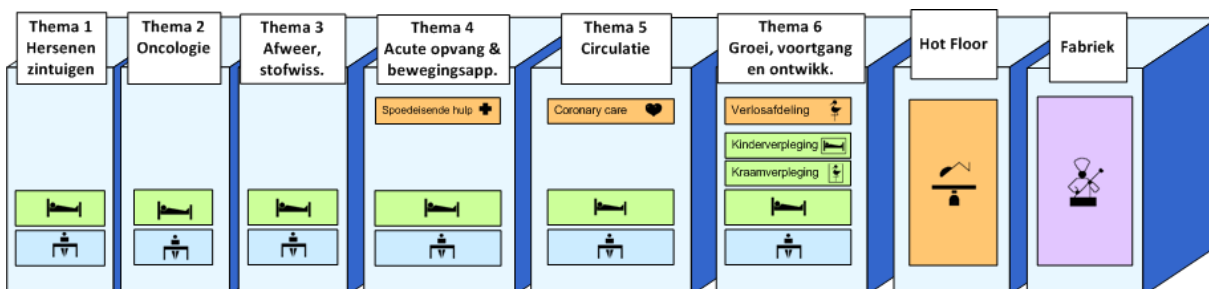 Thema 1
Hersenen
zintuigen
Thema 2
Oncologie
Thema 3
Afweer,
stofwiss.
Thema 4
Acute opvang &
bewegingsapp.
Thema 5
Circulatie
Thema 6
Groei, voortgang
en ontwikk.
Hot Floor
Fabriek
Spoedeisende hulp
Coronary care
Verlosafdeling
Kinderverpleging
Kraamverpleging